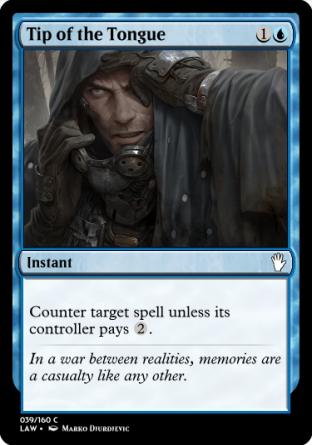 Tip of the Tongue 1
Instant
Counter target spell unless its
controller pays 2.
In a war between realities, memories are
a casualty like any other.
039/160 C
LAW • Marko Djurdjevic